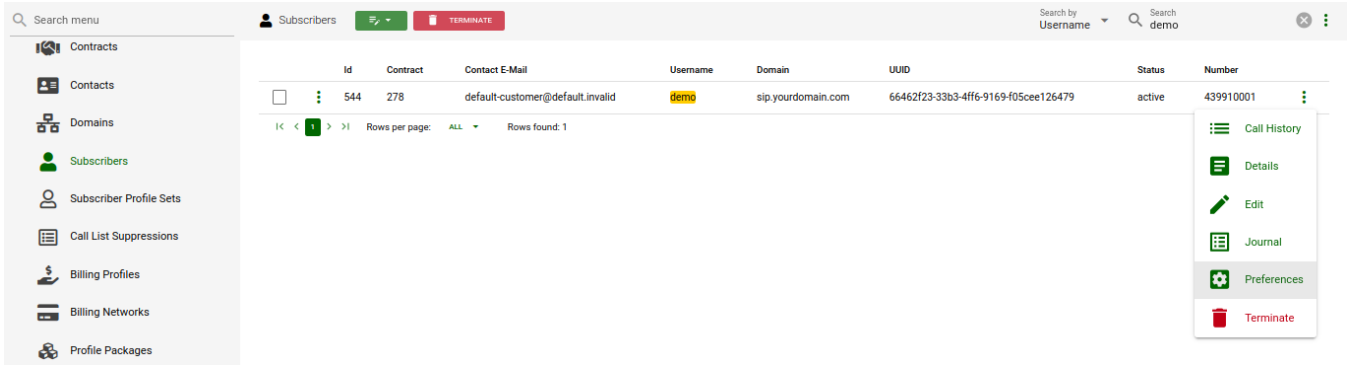 Search menu
Contracts
Contacts
Domains
Subscribers
Subscriber Profile Sets
Call List Suppressions
Billing Profiles
Billing Networks
Profile Packages
Subscribers
TERMINATE
Search by
Username
Search
demo
Id Contract Contact E-Mail Username Domain UUID Status Number
544 278 default-customer@default.invalid demo sip.yourdomain.com 66462f23-33b3-4ff6-9169-f05cee126479 active 439910001
1 Rows per page: ALL Rows found: 1
Call History
Details
Edit
Journal
Preferences
Terminate